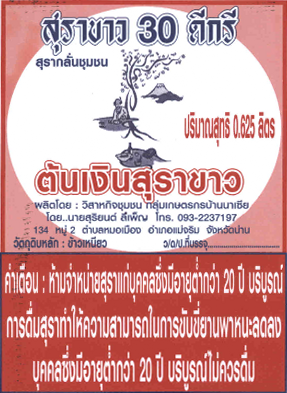 สุราขาว 30 ดีกรี
สุรากลั่นชุมชน
ปริมาณสุทธิ 0.625 ลิตร
ต้นเงินสุราขาว
ผลิตโดย : วิสาหกิจชุมชน กลุ่มเกษตรกรบ้านนาเซีย
โดย..นายสุริยนต์ ลี้เพ็ญ โทร. 093-2237197
134 หมู่ 2 ตำบลหมอเมือง อำเภอแม่จริม จังหวัดน่าน
วัตถุดิบหลัก : ข้าวเหนียว ว/ด/ป.ที่บรรจุ
คำเตือน : ห้ามจำหน่ายสุราแก่บุคคลซึ่งมีอายุต่ำกว่า 20 ปี บริบูรณ์
การดื่มสุราทำให้ความสามารถในการขับขี่ยานพาหนะลดลง
บุคคลซึ่งมีอายุต่ำกว่า 20 ปี บริบูรณ์ไม่ควรดื่ม